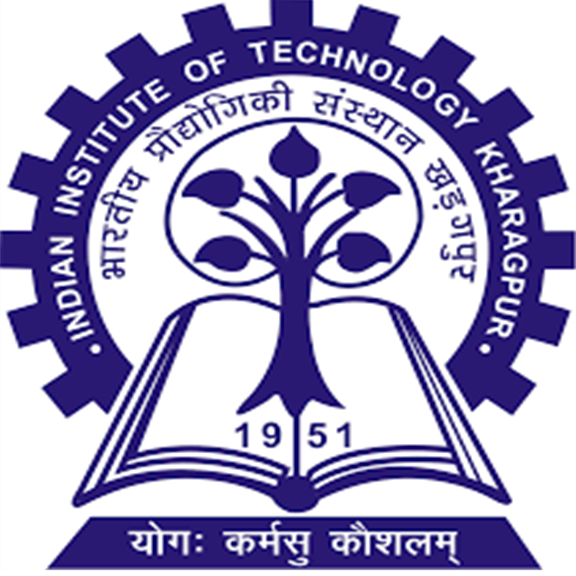 • INDIAN INSTITUTE OF TECHNOLOGY KHARAGPUR •
भारतीय प्रौद्योगिकी संस्थान खड़गपुर
1951
योगः कर्मसु कौशलम्